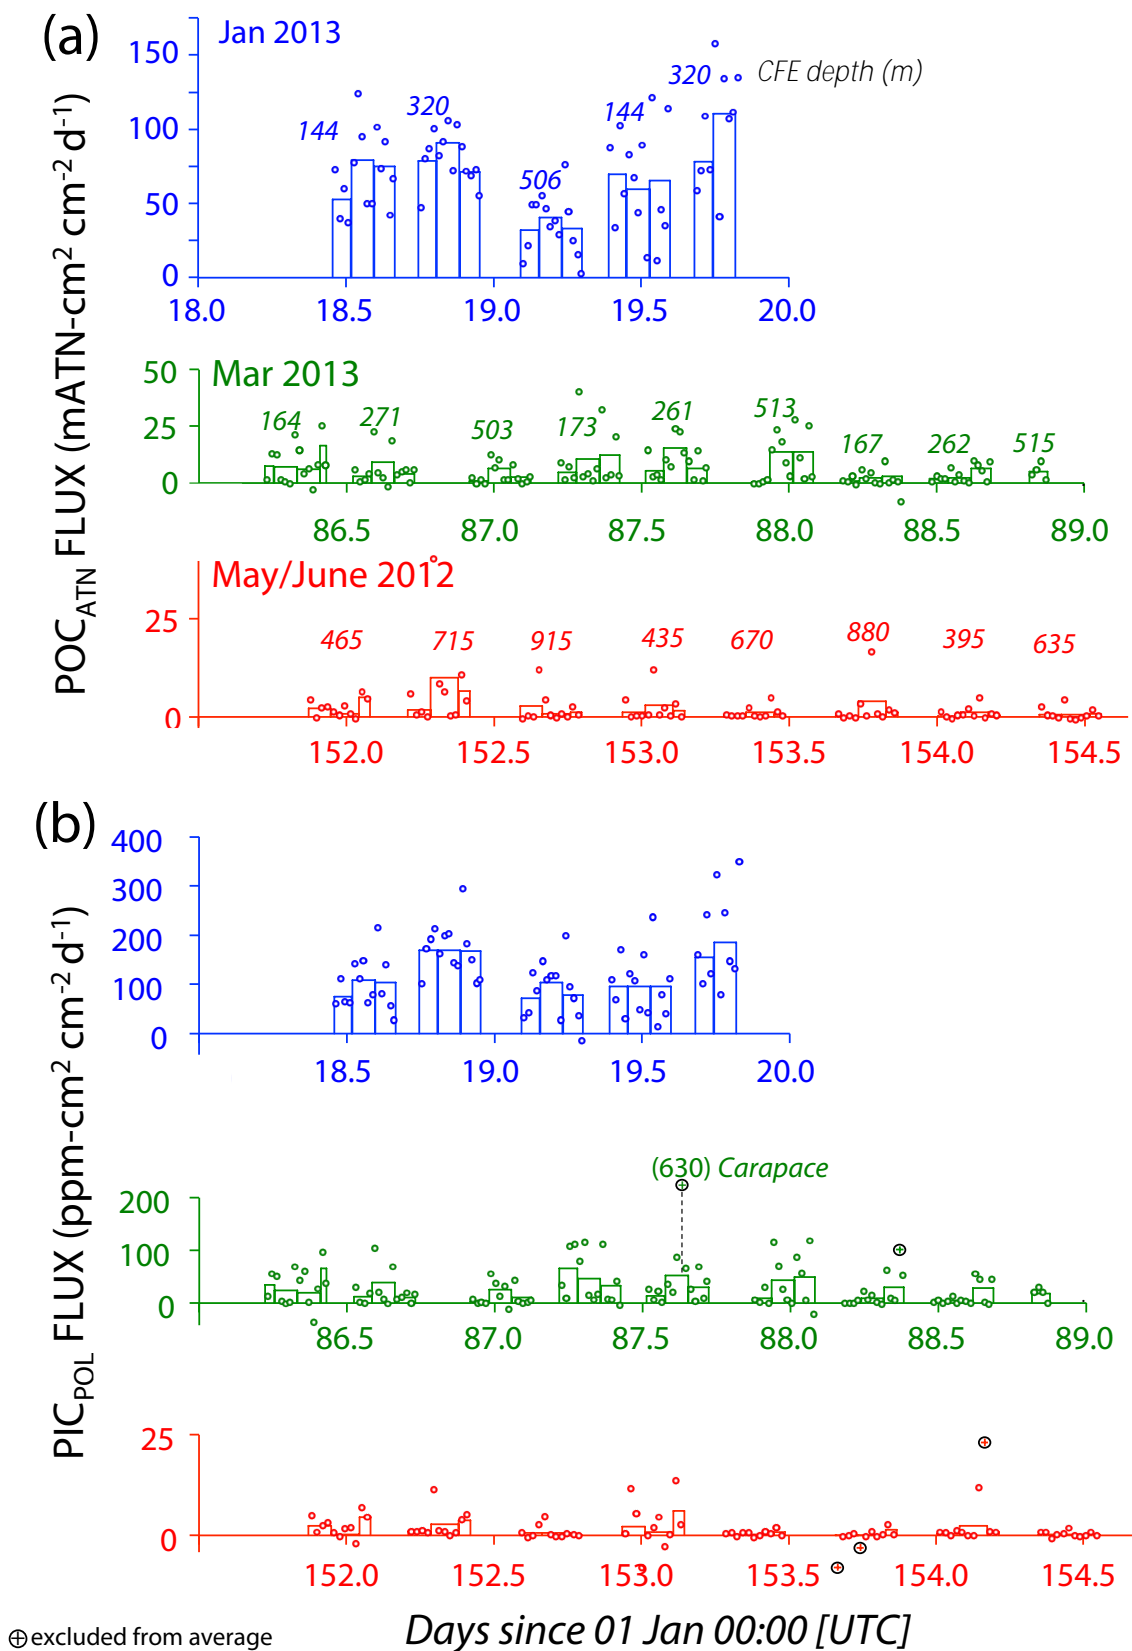 (a)
Jan 2013
POC_ATN FLUX (mATN-cm² cm⁻² d⁻¹)
150
100
50
0
144
320
506
144
320
CFE depth (m)
18.0 18.5 19.0 19.5 20.0
Mar 2013
50
25
0
164 271 503 173 261 513 167 262 515
86.5 87.0 87.5 88.0 88.5 89.0
May/June 2012
25
0
465 715 915 435 670 880 395 635
152.0 152.5 153.0 153.5 154.0 154.5
(b)
PIC_POL FLUX (ppm-cm² cm⁻² d⁻¹)
400
300
200
100
0
18.5 19.0 19.5 20.0
(630) Carapace
200
100
0
86.5 87.0 87.5 88.0 88.5 89.0
25
0
152.0 152.5 153.0 153.5 154.0 154.5
⊕ excluded from average
Days since 01 Jan 00:00 [UTC]